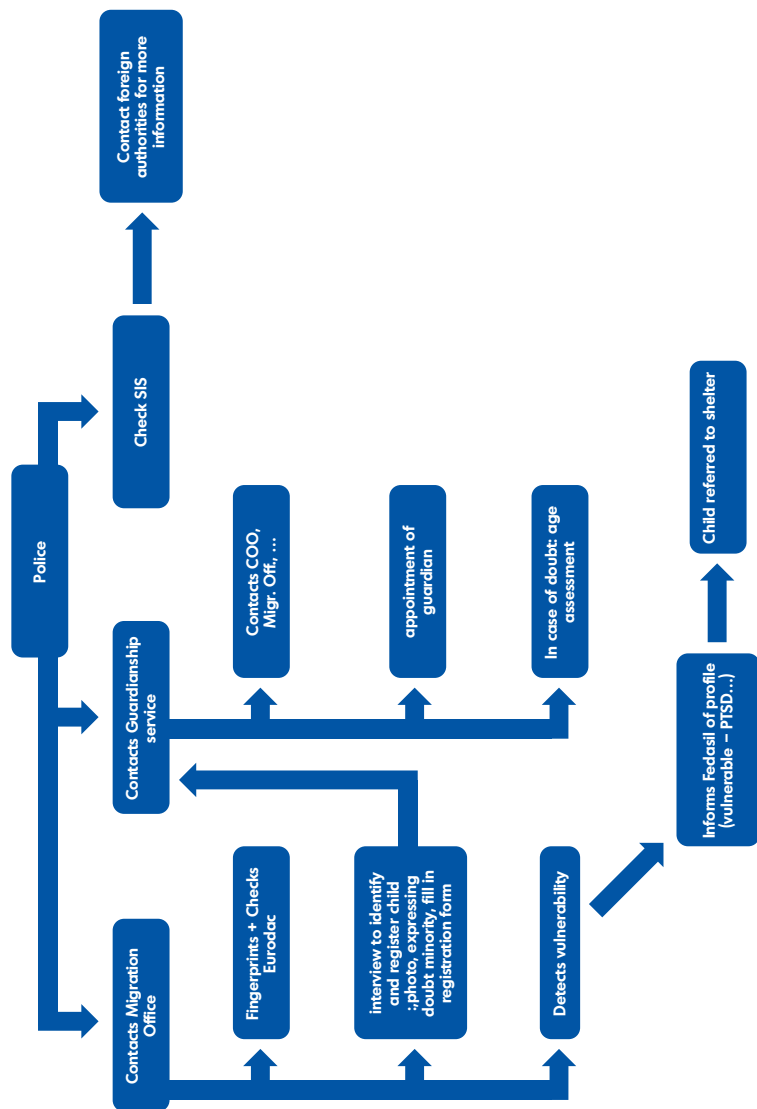 Police
Contacts Migration
Office
Fingerprints + Checks
Eurodac
interview to identify
and register child
:,photo, expressing
doubt minority, fill in
registration form
Detects vulnerability
Informs Fedasil of profile
(vulnerable – PTSD…)
Child referred to shelter
Contacts Guardianship
service
Contacts COO,
Migr. Off., …
appointment of
guardian
In case of doubt: age
assessment
Check SIS
Contact foreign
authorities for more
information